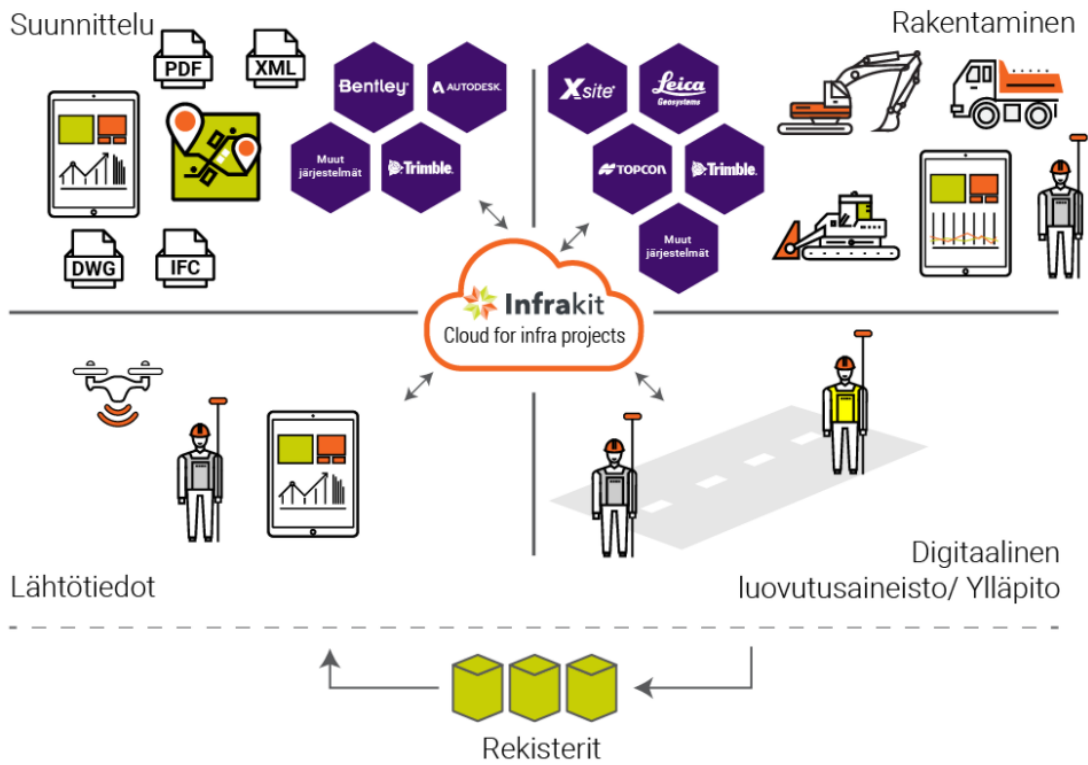 Suunnittelu
PDF
XML
DWG
IFC
Bentley
AUTODESK
Muut
järjestelmät
Trimble
Rakentaminen
Xsite
Leica
Geosystems
TOPCON
Trimble
Muut
järjestelmät
Infrakit
Cloud for infra projects
Lähtötiedot
Digitaalinen
luovutusaineisto/ Ylläpito
Rekisterit